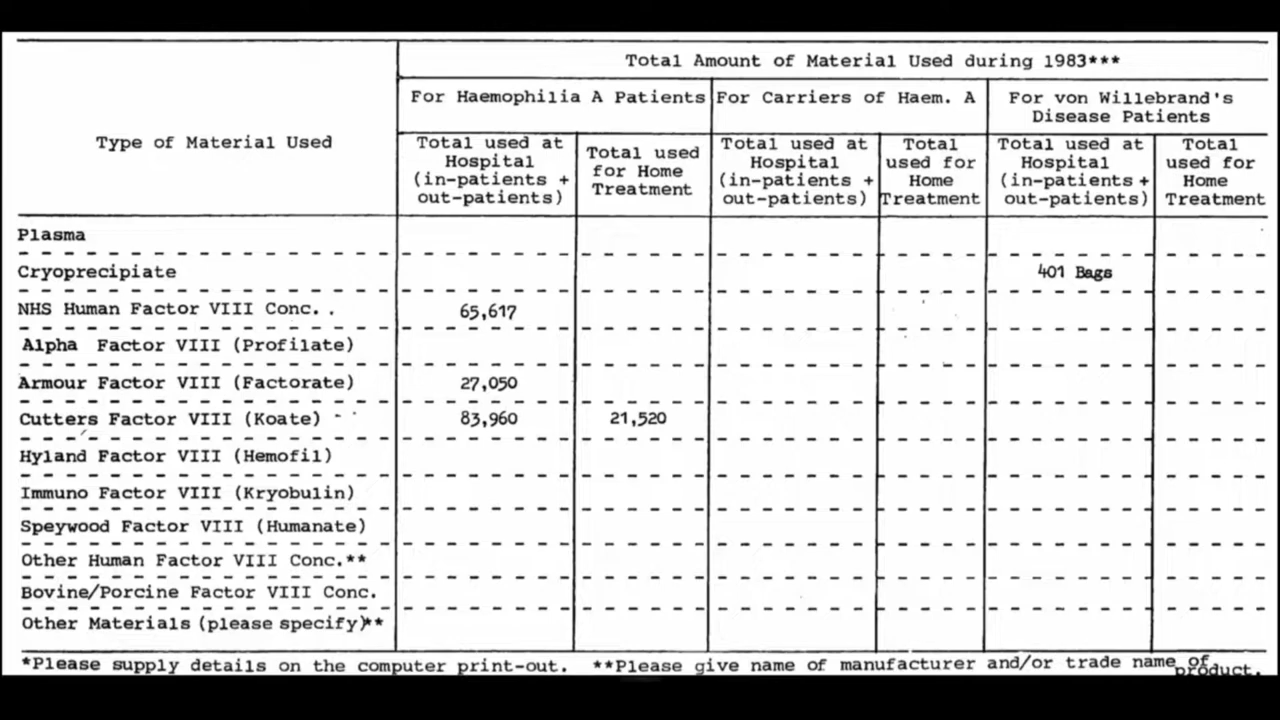 Total Amount of Material Used during 1983***
For Haemophilia A Patients
For Carriers of Haem. A
For von Willebrand's
Disease Patients
Type of Material Used
Total used at
Hospital
(in-patients +
out-patients)
Total used
for Home
Treatment
Total used at
Hospital
(in-patients +
out-patients)
Total
used for
Home
Treatment
Total used at
Hospital
(in-patients +
out-patients)
Total
used for
Home
Treatment
Plasma
Cryoprecipiate 401 Bags
NHS Human Factor VIII Conc. . 65,617
Alpha Factor VIII (Profilate)
Armour Factor VIII (Factorate) 27,050
Cutters Factor VIII (Koate) 83,960 21,520
Hyland Factor VIII (Hemofil)
Immuno Factor VIII (Kryobulin)
Speywood Factor VIII (Humanate)
Other Human Factor VIII Conc.**
Bovine/Porcine Factor VIII Conc.
Other Materials (please specify)**
*Please supply details on the computer print-out. **Please give name of manufacturer and/or trade name of
product.